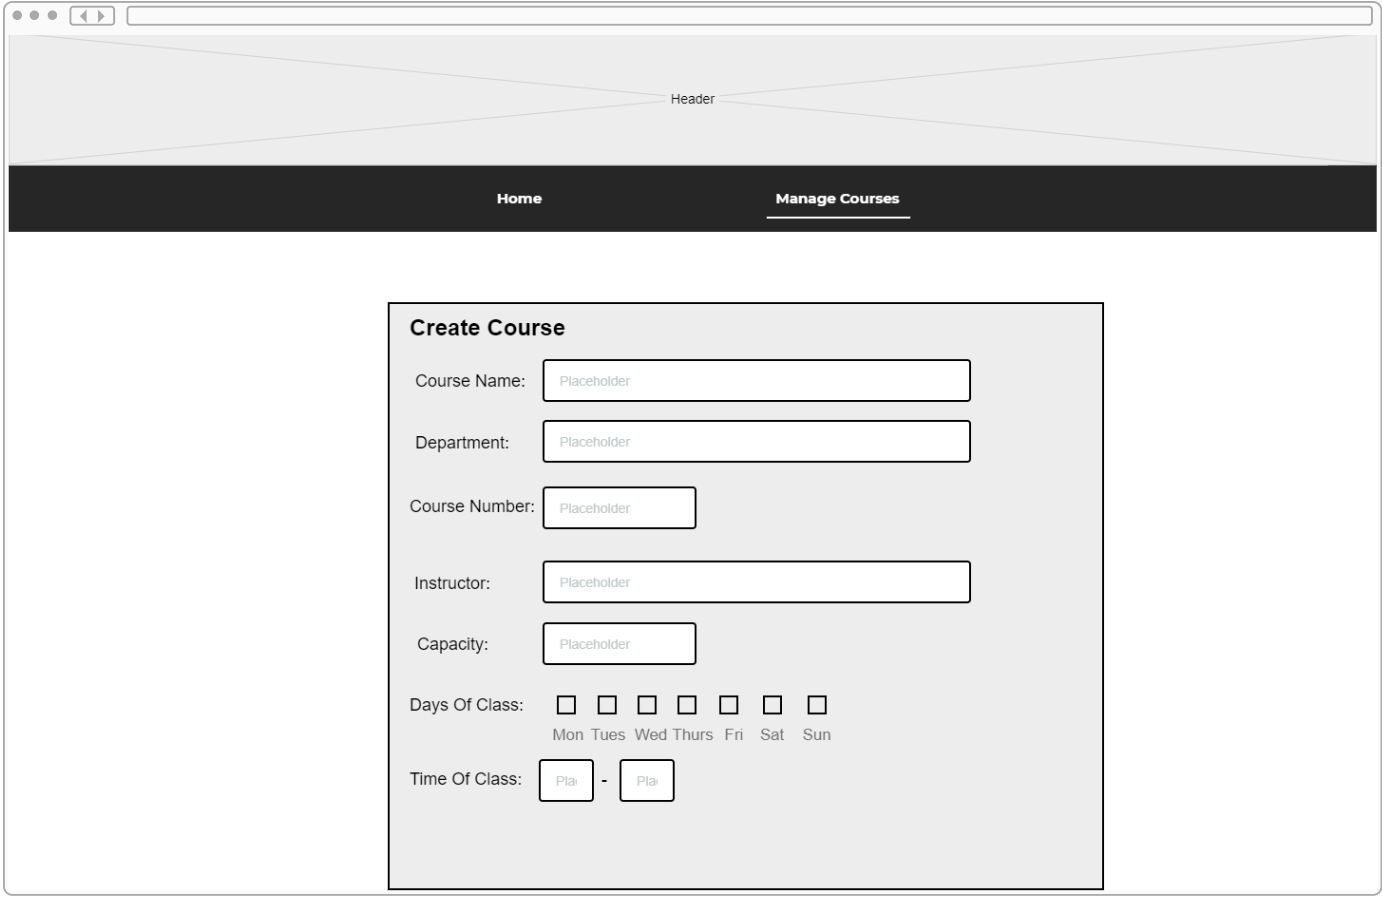 Header
Home Manage Courses
Create Course
Course Name: Placeholder
Department: Placeholder
Course Number: Placeholder
Instructor: Placeholder
Capacity: Placeholder
Days Of Class:
Mon Tues Wed Thurs Fri Sat Sun
Time Of Class: Pla - Pla